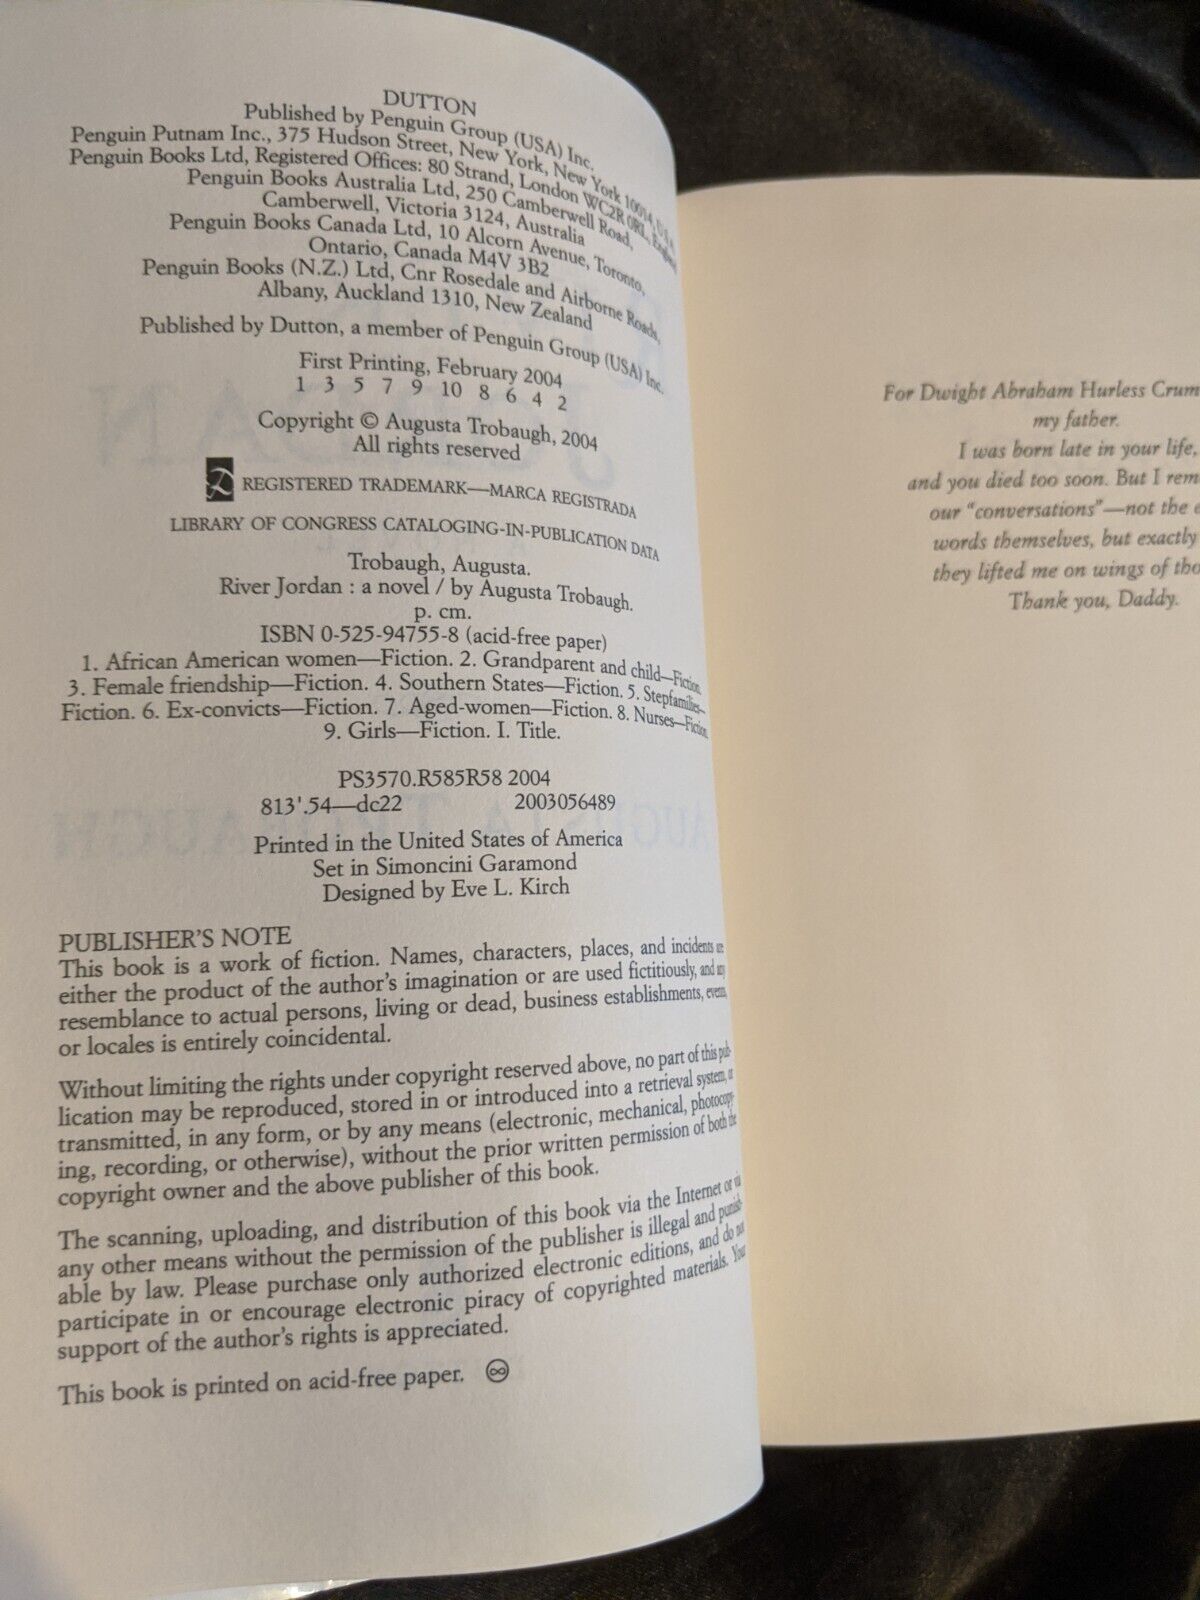 DUTTON
Published by Penguin Group (USA) Inc.
Penguin Putnam Inc., 375 Hudson Street, New York, New York 10014, U.S.A.
Penguin Books Ltd, Registered Offices: 80 Strand, London WC2R 0RL, England
Penguin Books Australia Ltd, 250 Camberwell Road,
Camberwell, Victoria 3124, Australia
Penguin Books Canada Ltd, 10 Alcorn Avenue, Toronto,
Ontario, Canada M4V 3B2
Penguin Books (N.Z.) Ltd, Cnr Rosedale and Airborne Roads,
Albany, Auckland 1310, New Zealand
Published by Dutton, a member of Penguin Group (USA) Inc.
First Printing, February 2004
1 3 5 7 9 10 8 6 4 2
Copyright © Augusta Trobaugh, 2004
All rights reserved
REGISTERED TRADEMARK—MARCA REGISTRADA
LIBRARY OF CONGRESS CATALOGING-IN-PUBLICATION DATA
Trobaugh, Augusta.
River Jordan : a novel / by Augusta Trobaugh.
p. cm.
ISBN 0-525-94755-8 (acid-free paper)
1. African American women—Fiction. 2. Grandparent and child—Fiction.
3. Female friendship—Fiction. 4. Southern States—Fiction. 5. Stepfamilies—
Fiction. 6. Ex-convicts—Fiction. 7. Aged-women—Fiction. 8. Nurses—Fiction.
9. Girls—Fiction. I. Title.
PS3570.R585R58 2004
813'.54—dc22 2003056489
Printed in the United States of America
Set in Simoncini Garamond
Designed by Eve L. Kirch
PUBLISHER'S NOTE
This book is a work of fiction. Names, characters, places, and incidents are
either the product of the author's imagination or are used fictitiously, and any
resemblance to actual persons, living or dead, business establishments, events,
or locales is entirely coincidental.
Without limiting the rights under copyright reserved above, no part of this pub-
lication may be reproduced, stored in or introduced into a retrieval system, or
transmitted, in any form, or by any means (electronic, mechanical, photocopy-
ing, recording, or otherwise), without the prior written permission of both the
copyright owner and the above publisher of this book.
The scanning, uploading, and distribution of this book via the Internet or via
any other means without the permission of the publisher is illegal and punish-
able by law. Please purchase only authorized electronic editions, and do not
participate in or encourage electronic piracy of copyrighted materials. Your
support of the author's rights is appreciated.
This book is printed on acid-free paper. ♾
For Dwight Abraham Hurless Crum
my father.
I was born late in your life,
and you died too soon. But I rem
our "conversations"—not the e
words themselves, but exactly
they lifted me on wings of tho
Thank you, Daddy.